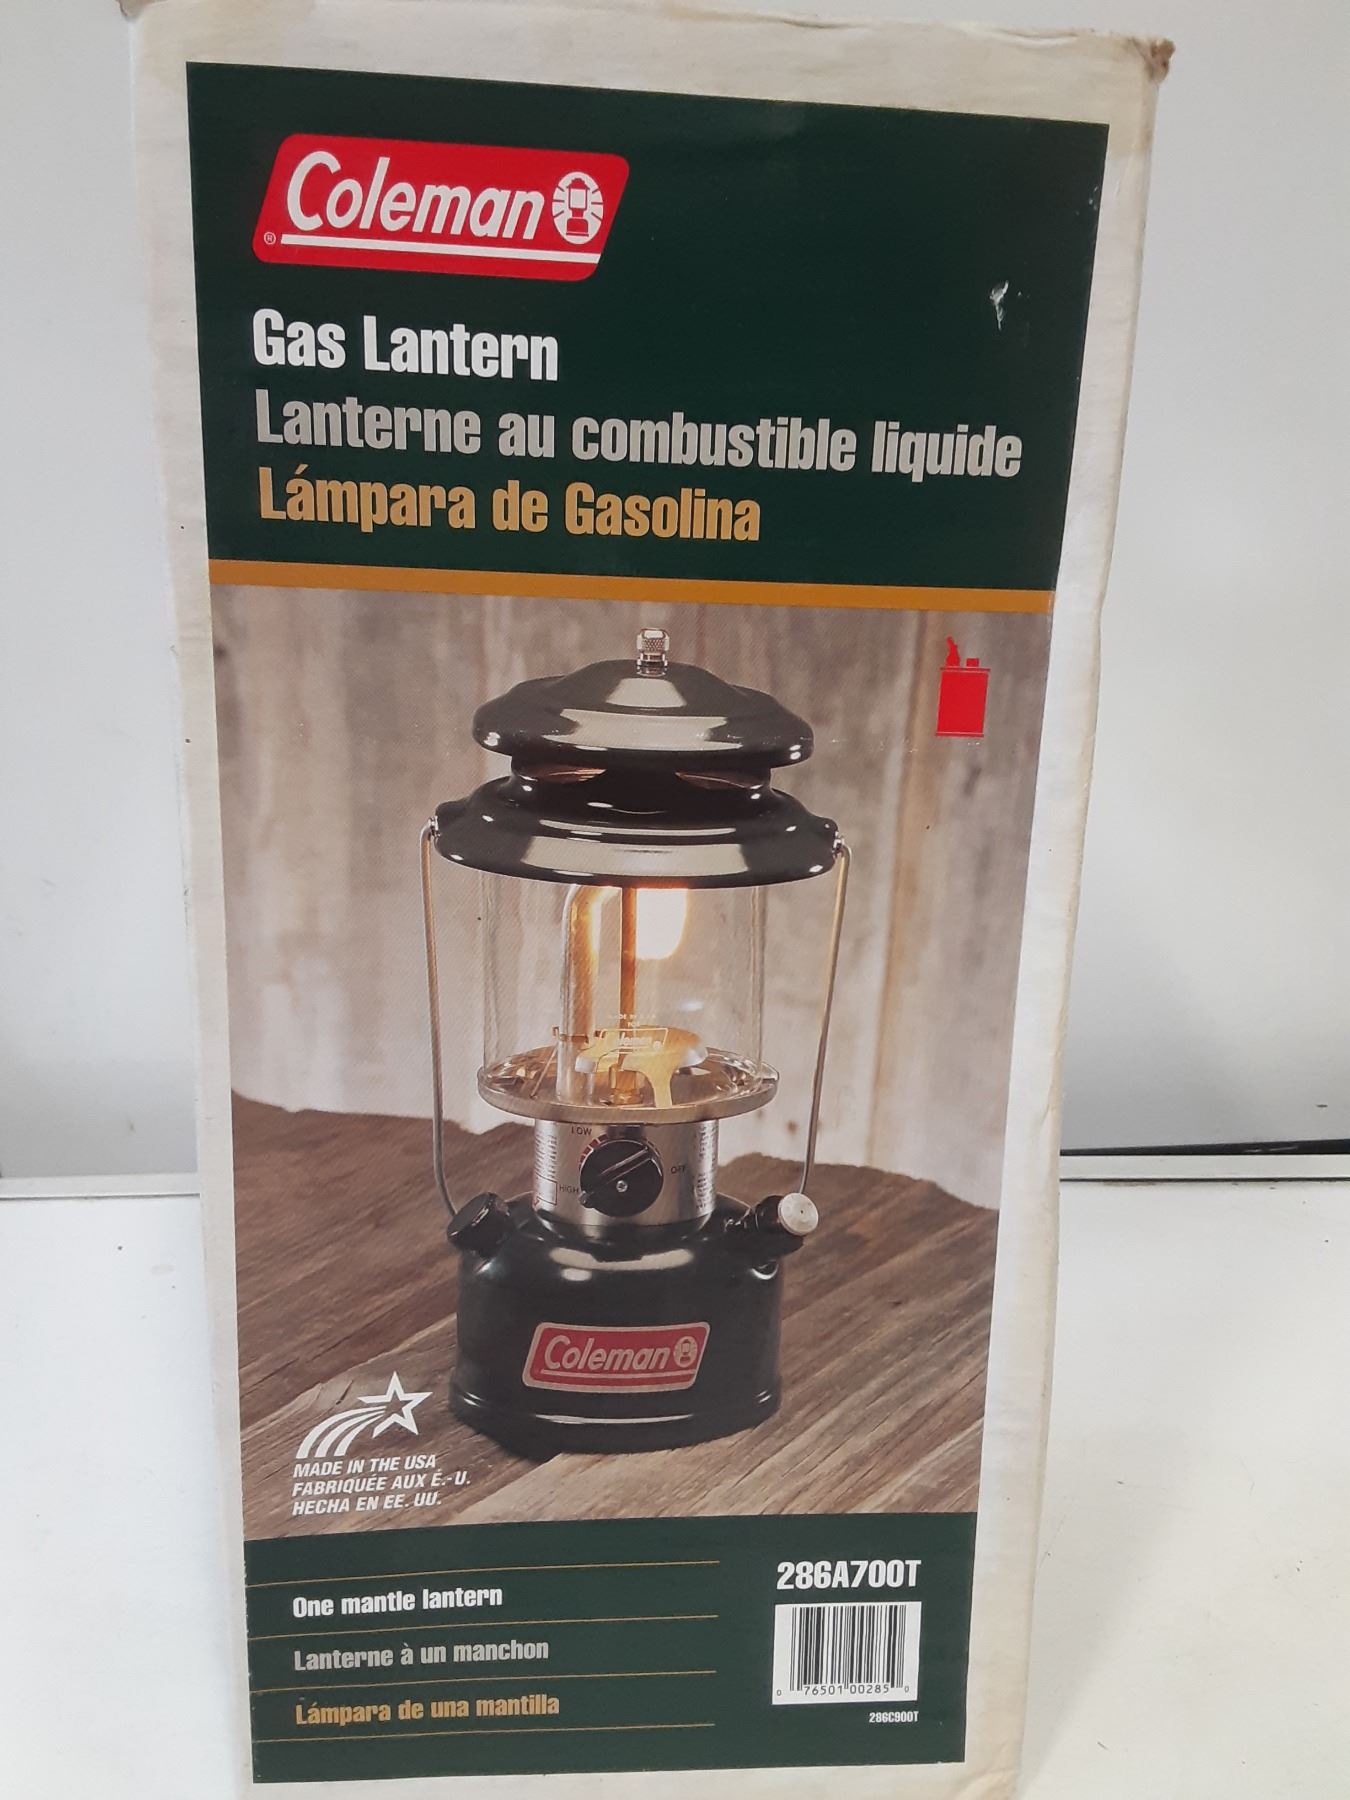 Coleman
®
Gas Lantern
Lanterne au combustible liquide
Lámpara de Gasolina
Coleman
LOW
OFF
HIGH
Coleman
MADE IN THE USA
FABRIQUÉE AUX É.-U.
HECHA EN EE. UU.
One mantle lantern
Lanterne à un manchon
Lámpara de una mantilla
286A700T
0 76501 00285 0
286C900T